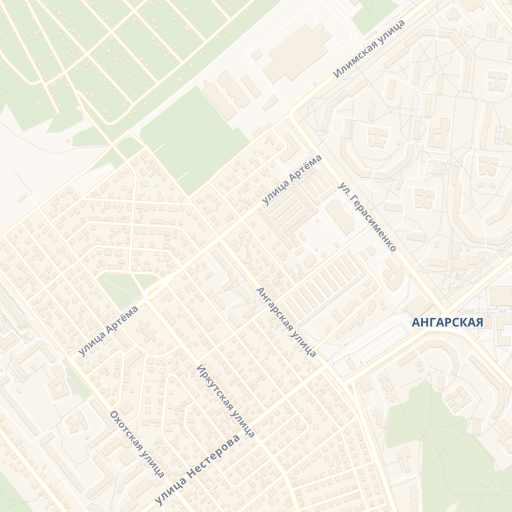 Илимская улица
улица Артёма
ул. Герасименко
Ангарская улица
АНГАРСКАЯ
улица Артёма
Иркутская улица
Охотская улица
улица Нестерова